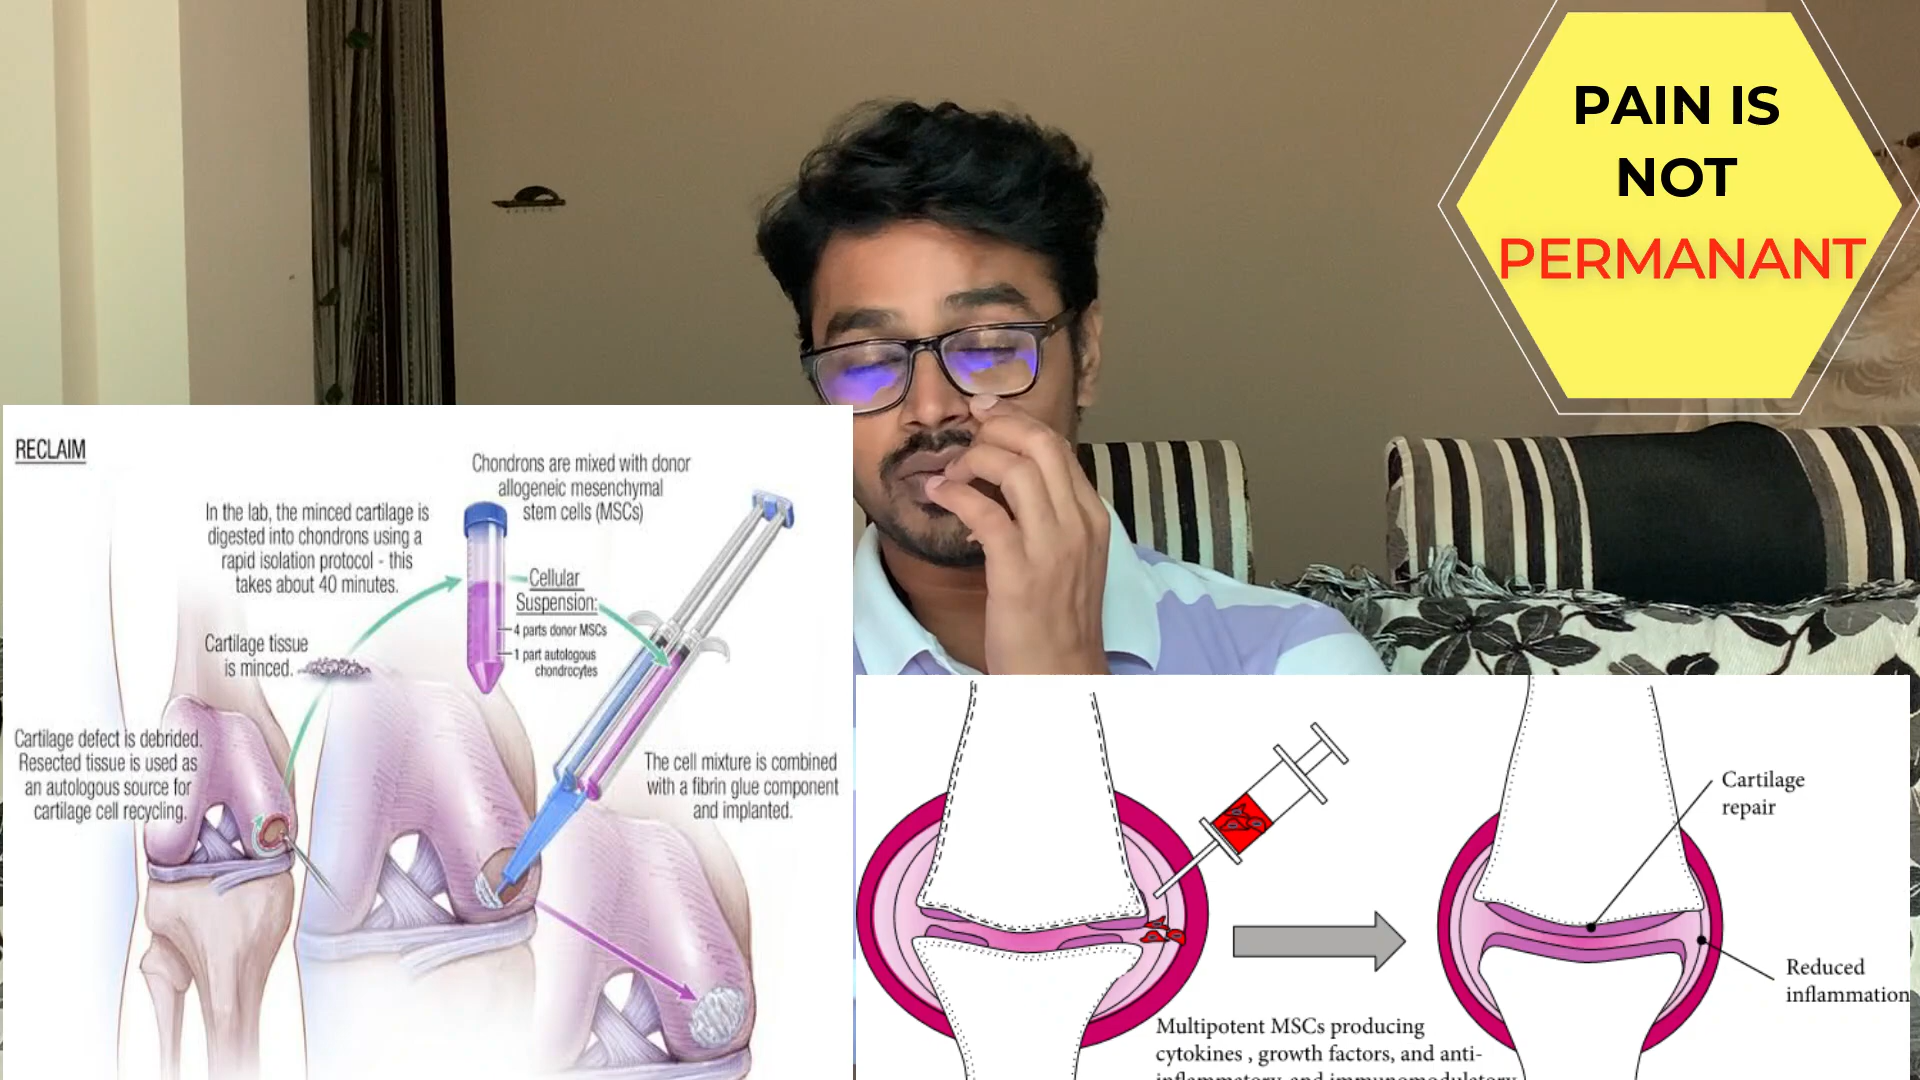 PAIN IS
NOT
PERMANANT
RECLAIM
Chondrons are mixed with donor
allogeneic mesenchymal
stem cells (MSCs)
In the lab, the minced cartilage is
digested into chondrons using a
rapid isolation protocol - this
takes about 40 minutes.
Cellular
Suspension:
4 parts donor MSCs
1 part autologous
chondrocytes
Cartilage tissue
is minced.
Cartilage defect is debrided.
Resected tissue is used as
an autologous source for
cartilage cell recycling.
The cell mixture is combined
with a fibrin glue component
and implanted.
Cartilage
repair
Reduced
inflammation
Multipotent MSCs producing
cytokines , growth factors, and anti-
inflammatory and immunomodulatory